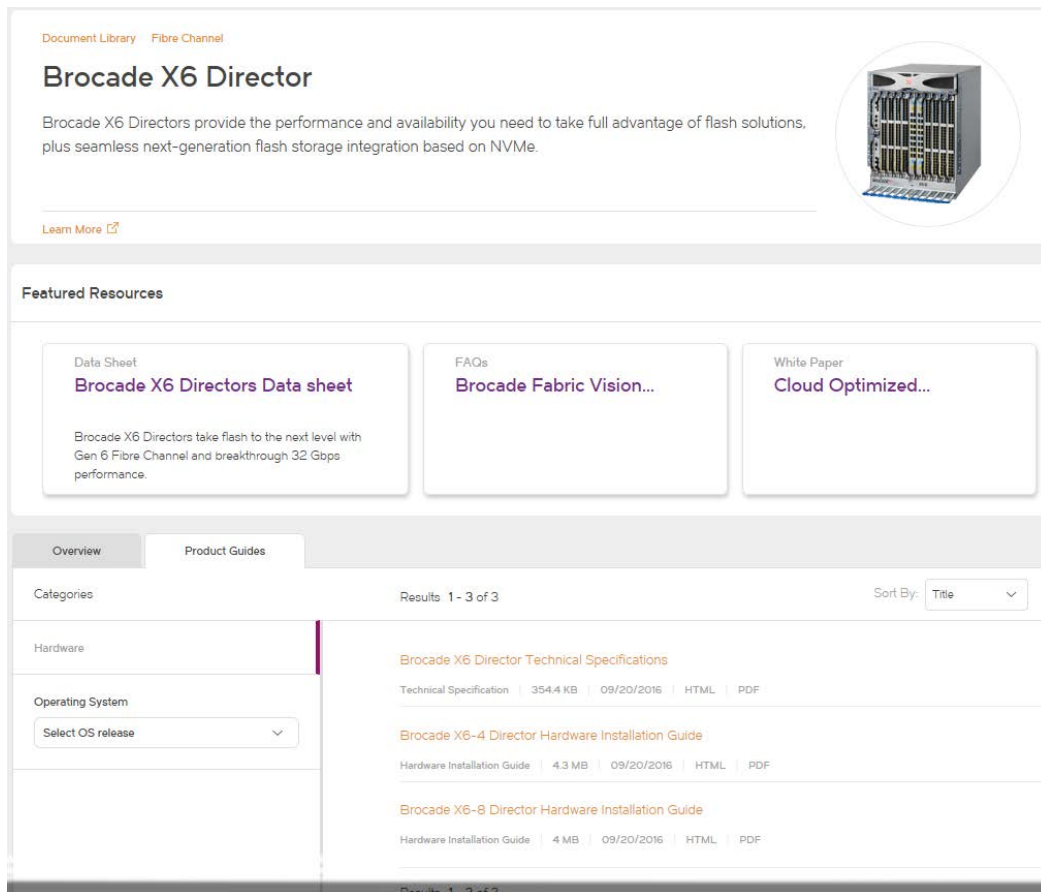 Document Library Fibre Channel
Brocade X6 Director
Brocade X6 Directors provide the performance and availability you need to take full advantage of flash solutions,
plus seamless next-generation flash storage integration based on NVMe.
Learn More
Featured Resources
Data Sheet
Brocade X6 Directors Data sheet
Brocade X6 Directors take flash to the next level with
Gen 6 Fibre Channel and breakthrough 32 Gbps
performance.
FAQs
Brocade Fabric Vision...
White Paper
Cloud Optimized...
Overview Product Guides
Categories
Hardware
Operating System
Select OS release
Results 1 - 3 of 3
Sort By: Title
Brocade X6 Director Technical Specifications
Technical Specification | 354.4 KB | 09/20/2016 | HTML | PDF
Brocade X6-4 Director Hardware Installation Guide
Hardware Installation Guide | 4.3 MB | 09/20/2016 | HTML | PDF
Brocade X6-8 Director Hardware Installation Guide
Hardware Installation Guide | 4 MB | 09/20/2016 | HTML | PDF
Results 1 - 3 of 3